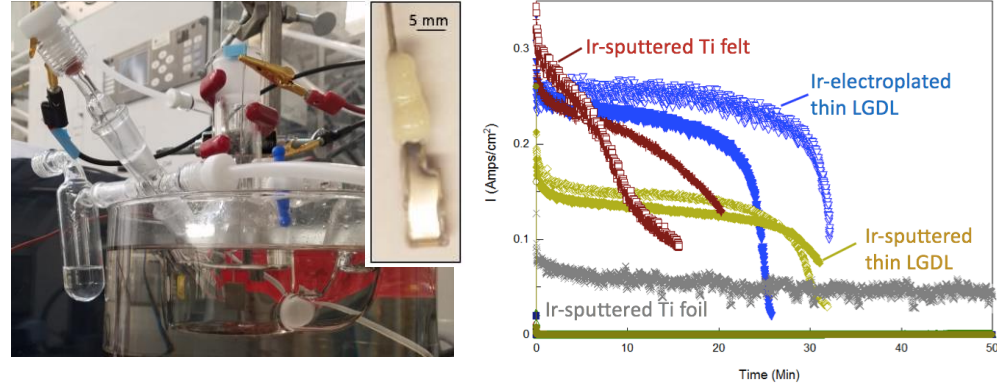 5 mm
I (Amps/cm²)
0.3
0.2
0.1
0
0
10
20
30
40
50
Time (Min)
Ir-sputtered Ti felt
Ir-electroplated
thin LGDL
Ir-sputtered
thin LGDL
Ir-sputtered Ti foil